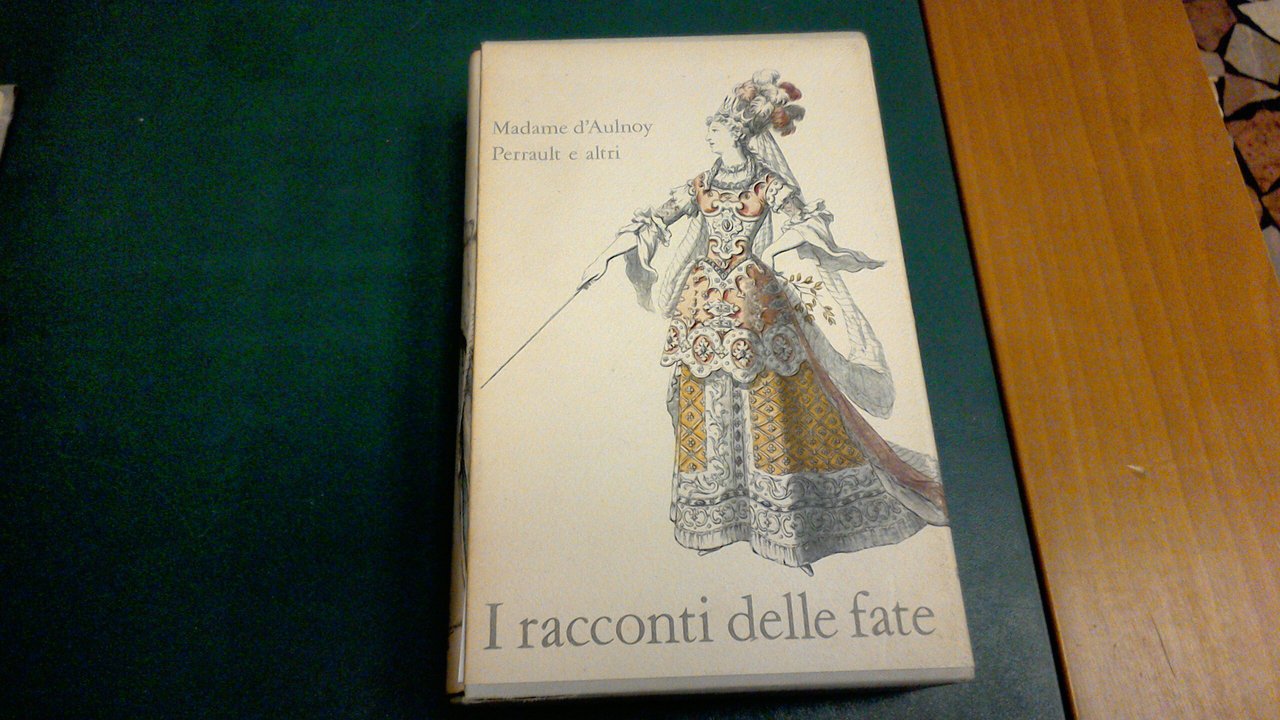 Madame d'Aulnoy
Perrault e altri
I racconti delle fate